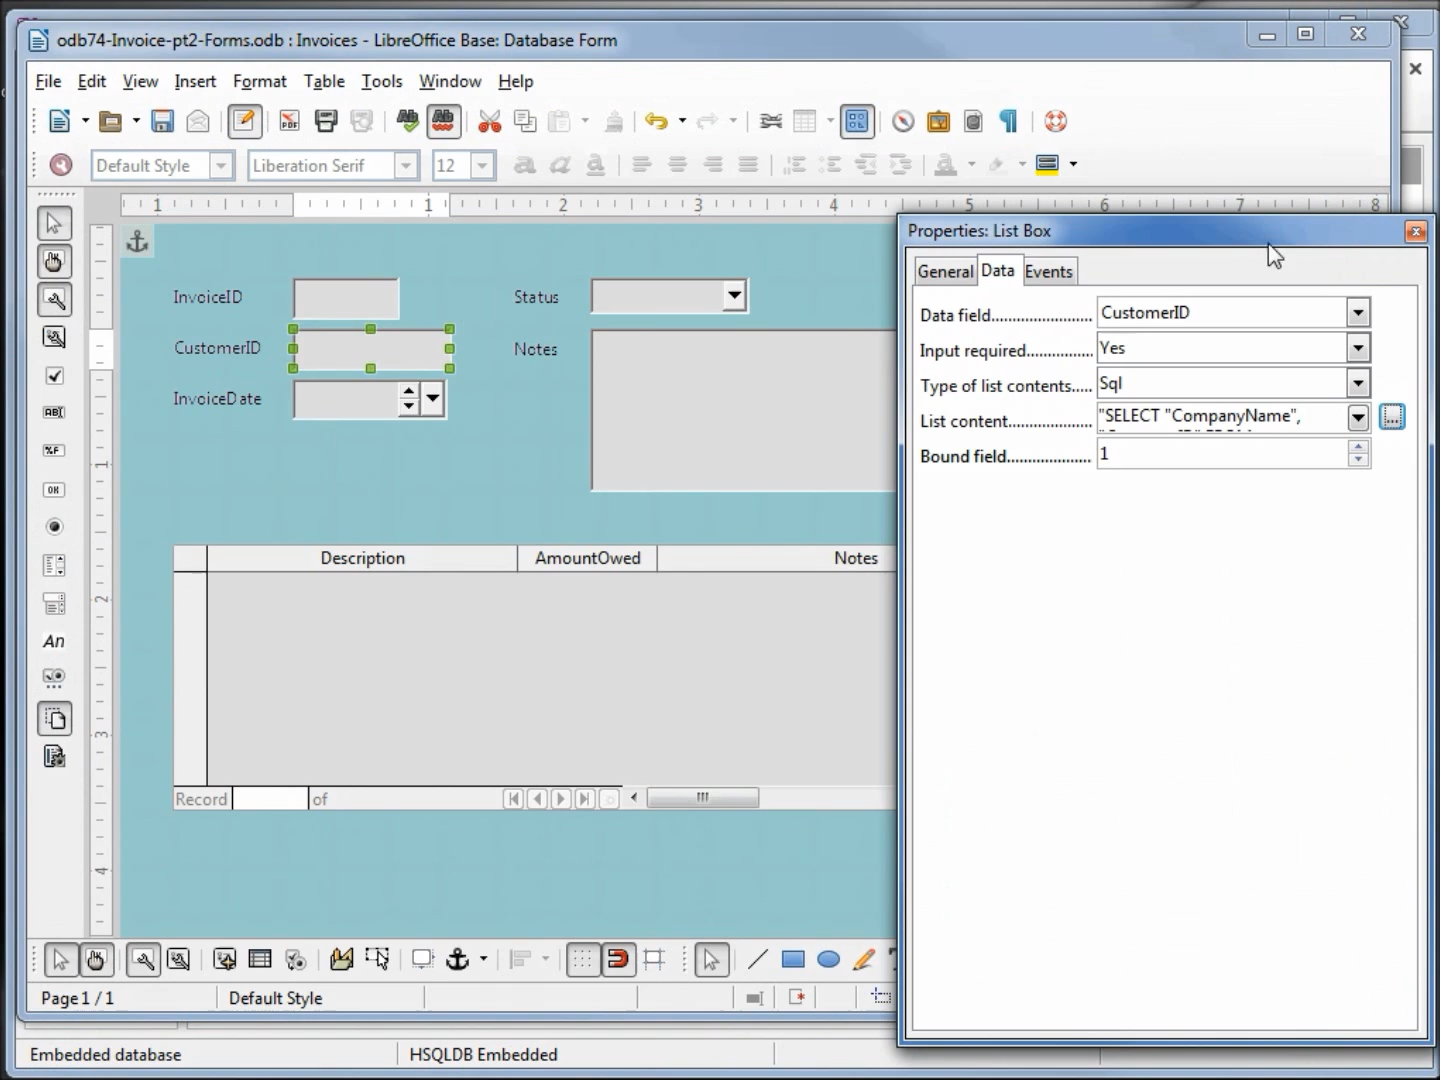 odb74-Invoice-pt2-Forms.odb : Invoices - LibreOffice Base: Database Form
File Edit View Insert Format Table Tools Window Help
Default Style Liberation Serif 12
1 1 2 3 4 5 6 7 8
Properties: List Box
General Data Events
InvoiceID Status
CustomerID Notes
InvoiceDate
Data field CustomerID
Input required Yes
Type of list contents Sql
List content "SELECT "CompanyName",
Bound field 1
Description AmountOwed Notes
Record of
1
2
3
4
Page 1 / 1 Default Style
Embedded database HSQLDB Embedded